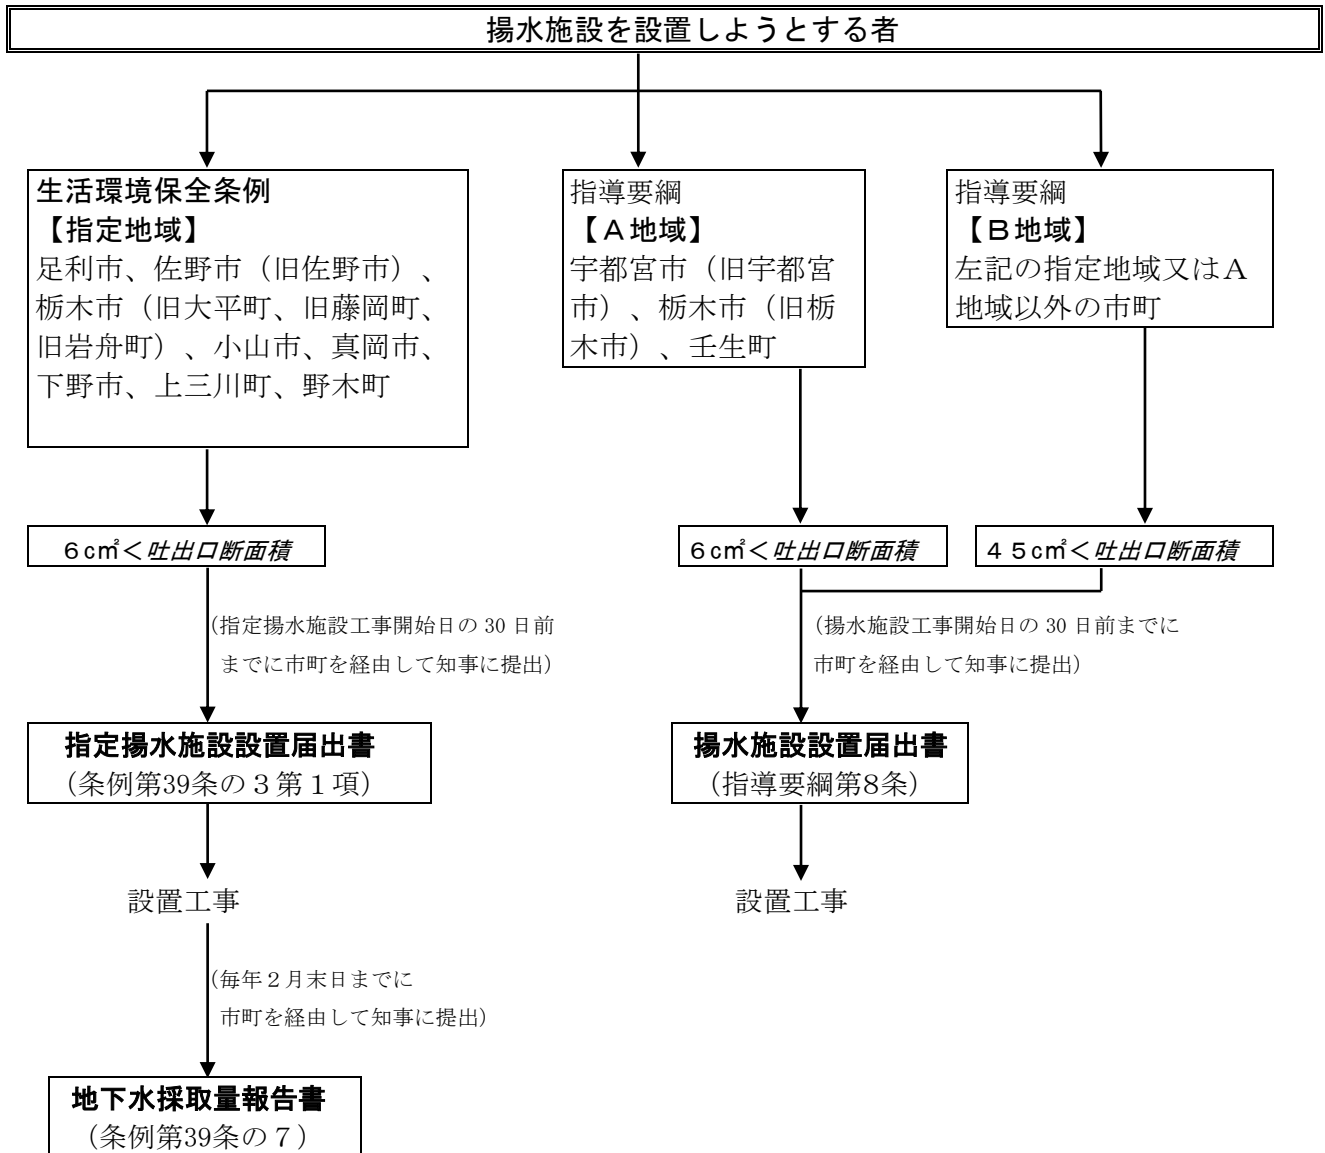 揚水施設を設置しようとする者
生活環境保全条例
【指定地域】
足利市、佐野市（旧佐野市）、
栃木市（旧大平町、旧藤岡町、
旧岩舟町）、小山市、真岡市、
下野市、上三川町、野木町
指導要綱
【Ａ地域】
宇都宮市（旧宇都宮
市）、栃木市（旧栃
木市）、壬生町
指導要綱
【Ｂ地域】
左記の指定地域又はＡ
地域以外の市町
６c㎡＜吐出口断面積
６c㎡＜吐出口断面積
４５c㎡＜吐出口断面積
（指定揚水施設工事開始日の 30 日前
までに市町を経由して知事に提出）
（揚水施設工事開始日の 30 日前までに
市町を経由して知事に提出）
指定揚水施設設置届出書
（条例第39条の３第１項）
揚水施設設置届出書
（指導要綱第8条）
設置工事
設置工事
（毎年２月末日までに
市町を経由して知事に提出）
地下水採取量報告書
（条例第39条の７）